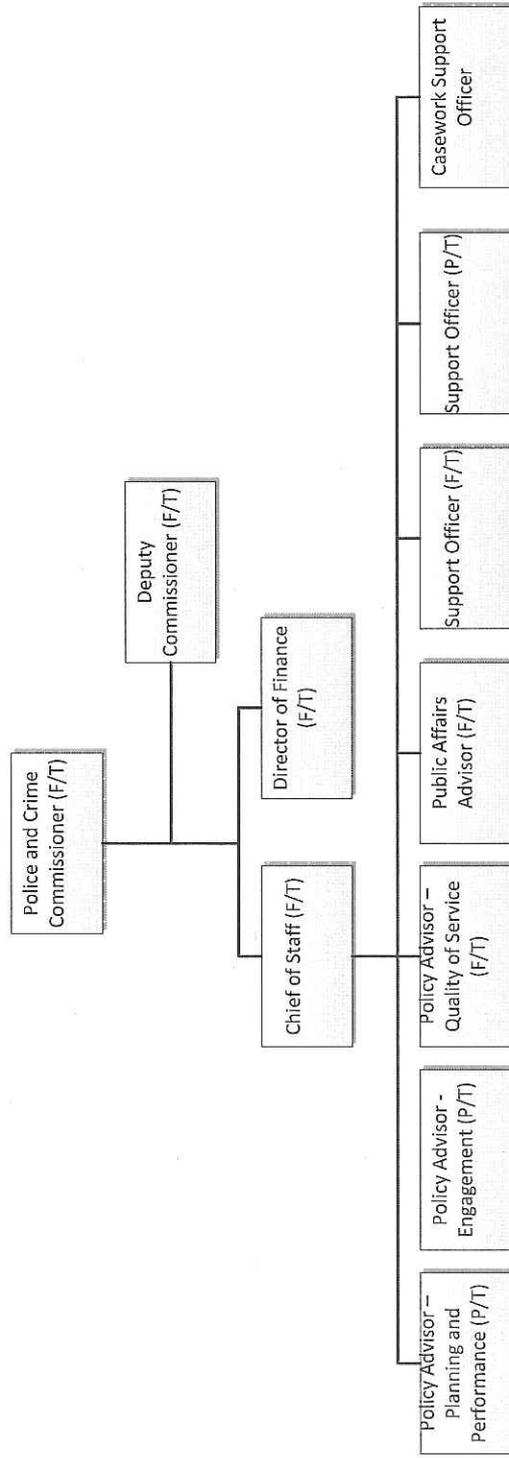 Police and Crime
Commissioner (F/T)
Deputy
Commissioner (F/T)
Chief of Staff (F/T)
Director of Finance
(F/T)
Policy Advisor –
Planning and
Performance (P/T)
Policy Advisor -
Engagement (P/T)
Policy Advisor –
Quality of Service
(F/T)
Public Affairs
Advisor (F/T)
Support Officer (F/T)
Support Officer (P/T)
Casework Support
Officer